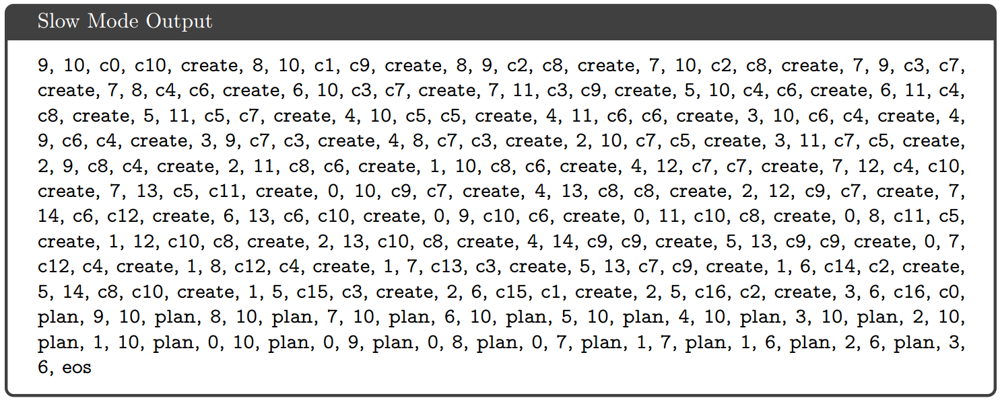 Slow Mode Output
9, 10, c0, c10, create, 8, 10, c1, c9, create, 8, 9, c2, c8, create, 7, 10, c2, c8, create, 7, 9, c3, c7,
create, 7, 8, c4, c6, create, 6, 10, c3, c7, create, 7, 11, c3, c9, create, 5, 10, c4, c6, create, 6, 11, c4,
c8, create, 5, 11, c5, c7, create, 4, 10, c5, c5, create, 4, 11, c6, c6, create, 3, 10, c6, c4, create, 4,
9, c6, c4, create, 3, 9, c7, c3, create, 4, 8, c7, c3, create, 2, 10, c7, c5, create, 3, 11, c7, c5, create,
2, 9, c8, c4, create, 2, 11, c8, c6, create, 1, 10, c8, c6, create, 4, 12, c7, c7, create, 7, 12, c4, c10,
create, 7, 13, c5, c11, create, 0, 10, c9, c7, create, 4, 13, c8, c8, create, 2, 12, c9, c7, create, 7,
14, c6, c12, create, 6, 13, c6, c10, create, 0, 9, c10, c6, create, 0, 11, c10, c8, create, 0, 8, c11, c5,
create, 1, 12, c10, c8, create, 2, 13, c10, c8, create, 4, 14, c9, c9, create, 5, 13, c9, c9, create, 0, 7,
c12, c4, create, 1, 8, c12, c4, create, 1, 7, c13, c3, create, 5, 13, c7, c9, create, 1, 6, c14, c2, create,
5, 14, c8, c10, create, 1, 5, c15, c3, create, 2, 6, c15, c1, create, 2, 5, c16, c2, create, 3, 6, c16, c0,
plan, 9, 10, plan, 8, 10, plan, 7, 10, plan, 6, 10, plan, 5, 10, plan, 4, 10, plan, 3, 10, plan, 2, 10,
plan, 1, 10, plan, 0, 10, plan, 0, 9, plan, 0, 8, plan, 0, 7, plan, 1, 7, plan, 1, 6, plan, 2, 6, plan, 3,
6, eos